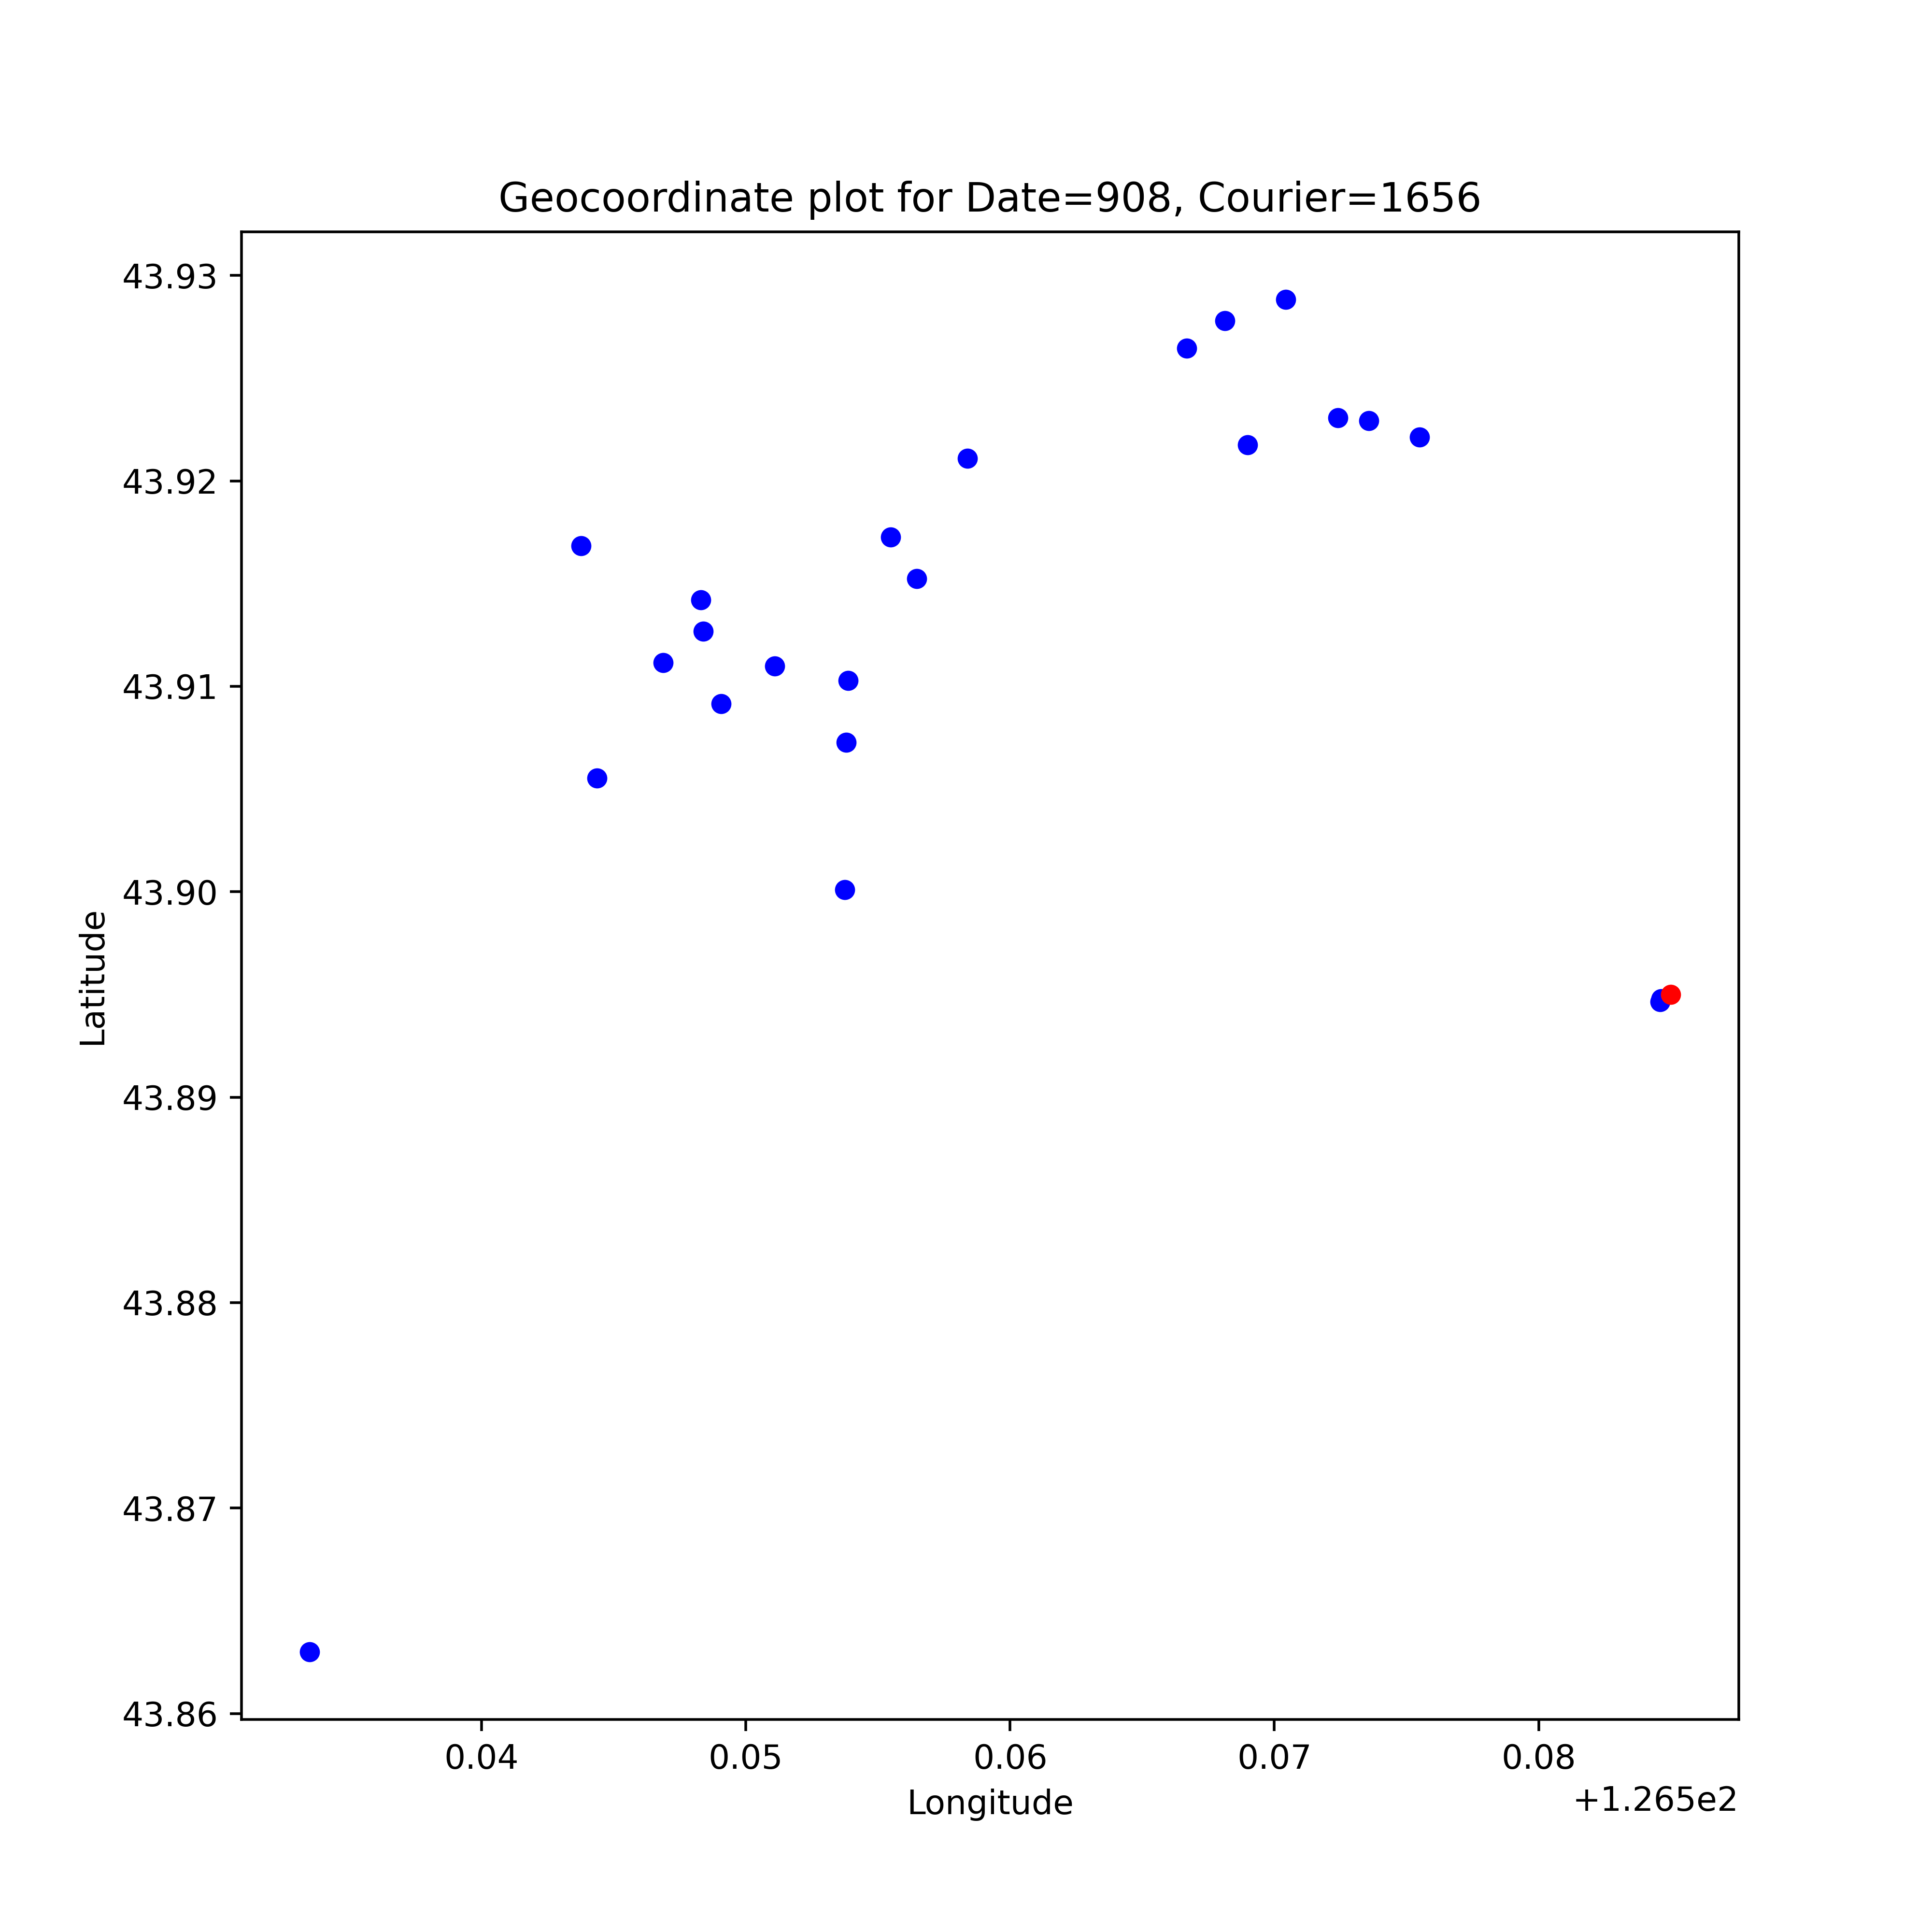 Geocoordinate plot for Date=908, Courier=1656
43.93
43.92
43.91
43.90
43.89
43.88
43.87
43.86
Latitude
0.04 0.05 0.06 0.07 0.08
+1.265e2
Longitude